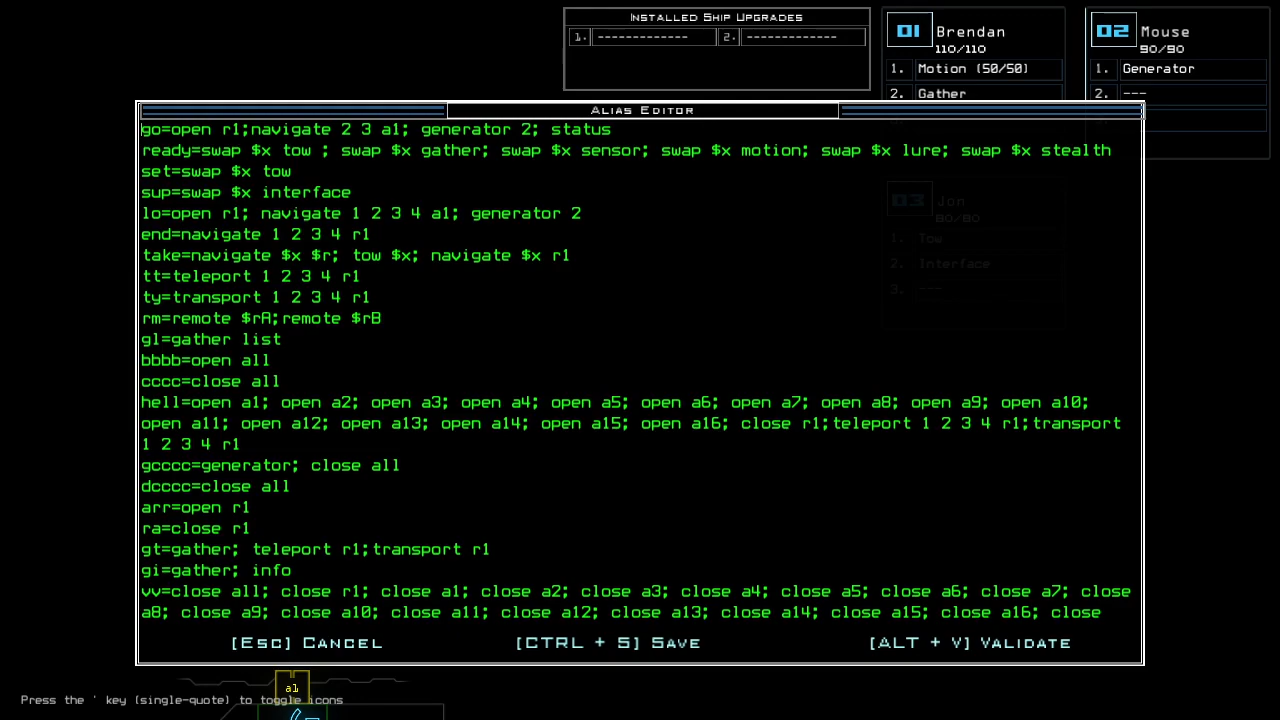 Installed Ship Upgrades
1. ------------- 2. -------------
01 Brendan
110/110
1. Motion (50/50)
2. Gather
02 Mouse
90/90
1. Generator
2. ---
Alias Editor
go=open r1;navigate 2 3 a1; generator 2; status
ready=swap $x tow ; swap $x gather; swap $x sensor; swap $x motion; swap $x lure; swap $x stealth
set=swap $x tow
sup=swap $x interface
lo=open r1; navigate 1 2 3 4 a1; generator 2
end=navigate 1 2 3 4 r1
take=navigate $x $r; tow $x; navigate $x r1
tt=teleport 1 2 3 4 r1
ty=transport 1 2 3 4 r1
rm=remote $rA;remote $rB
gl=gather list
bbbb=open all
cccc=close all
hell=open a1; open a2; open a3; open a4; open a5; open a6; open a7; open a8; open a9; open a10;
open a11; open a12; open a13; open a14; open a15; open a16; close r1;teleport 1 2 3 4 r1;transport
1 2 3 4 r1
gcccc=generator; close all
dcccc=close all
arr=open r1
ra=close r1
gt=gather; teleport r1;transport r1
gi=gather; info
vv=close all; close r1; close a1; close a2; close a3; close a4; close a5; close a6; close a7; close
a8; close a9; close a10; close a11; close a12; close a13; close a14; close a15; close a16; close
03 Jon
80/80
1. Tow
2. Interface
3. ---
[Esc] Cancel [CTRL + S] Save [ALT + V] Validate
a1
Press the ' key (single-quote) to toggle icons